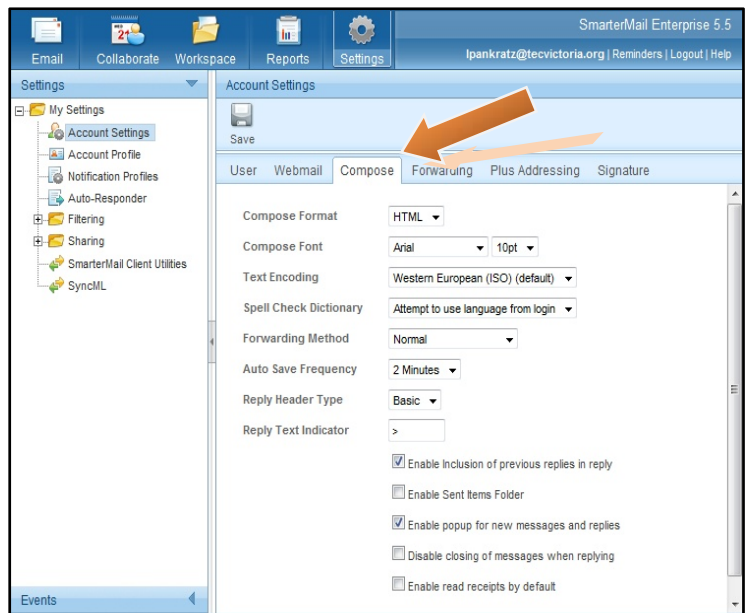 SmarterMail Enterprise 5.5
Email Collaborate Workspace Reports Settings
lpankratz@tecvictoria.org | Reminders | Logout | Help
Settings
Account Settings
My Settings
Account Settings
Account Profile
Notification Profiles
Auto-Responder
Filtering
Sharing
SmarterMail Client Utilities
SyncML
Events
Save
User Webmail Compose Forwarding Plus Addressing Signature
Compose Format HTML
Compose Font Arial 10pt
Text Encoding Western European (ISO) (default)
Spell Check Dictionary Attempt to use language from login
Forwarding Method Normal
Auto Save Frequency 2 Minutes
Reply Header Type Basic
Reply Text Indicator >
Enable Inclusion of previous replies in reply
Enable Sent Items Folder
Enable popup for new messages and replies
Disable closing of messages when replying
Enable read receipts by default